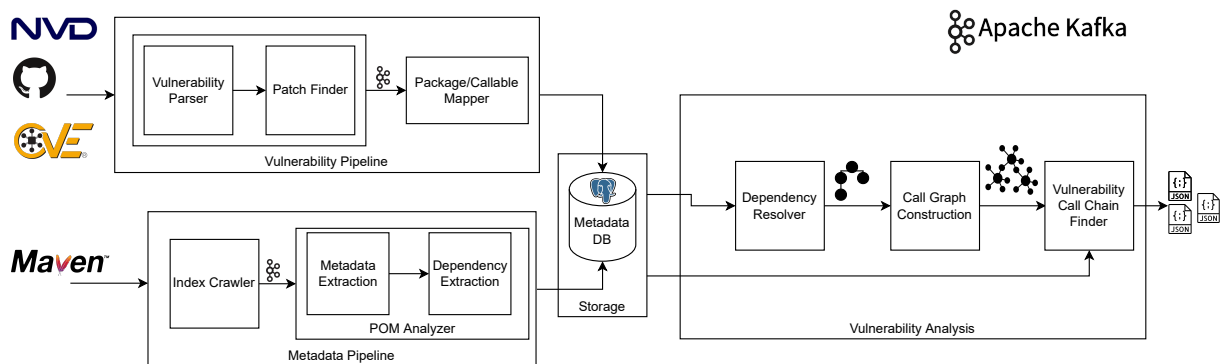 NVD
CVE®
Vulnerability
Parser
Patch Finder
Package/Callable
Mapper
Vulnerability Pipeline
Apache Kafka
Maven™
Index Crawler
Metadata
Extraction
Dependency
Extraction
POM Analyzer
Metadata Pipeline
Metadata
DB
Storage
Dependency
Resolver
Call Graph
Construction
Vulnerability
Call Chain
Finder
Vulnerability Analysis
{;}
JSON
{;}
JSON
{;}
JSON